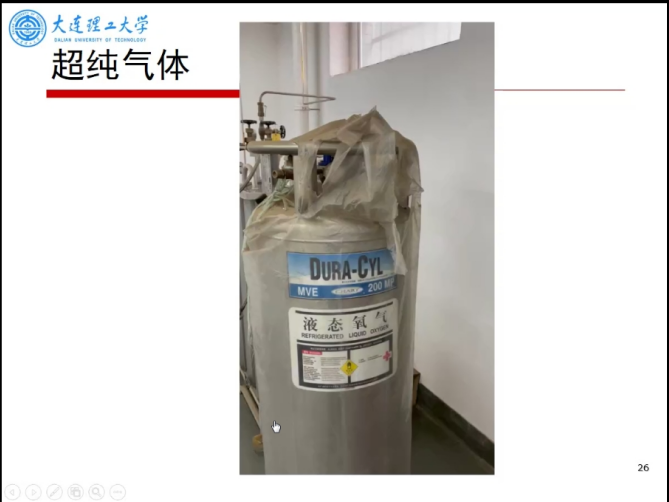 大连理工大学
DALIAN UNIVERSITY OF TECHNOLOGY
超纯气体
DURA-CYL
MVE
200 M
液态氧气
REFRIGERATED LIQUID OXYGEN
26